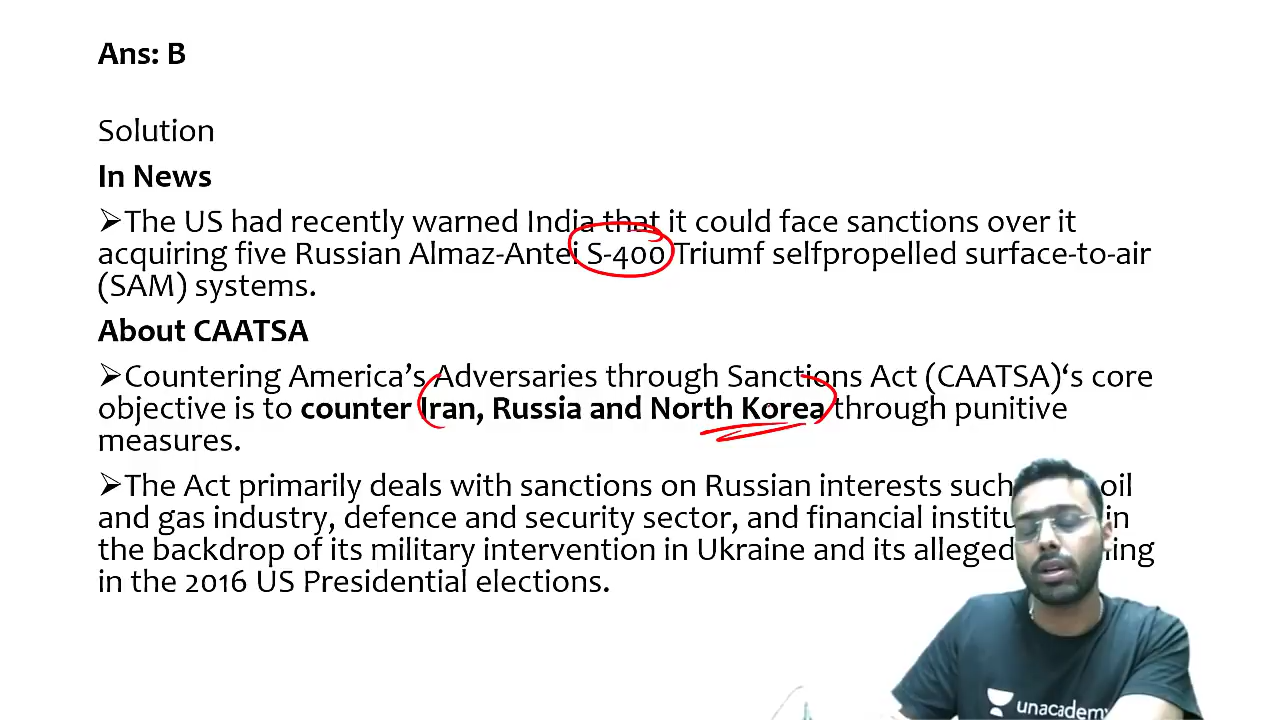 Ans: B
Solution
In News
➢The US had recently warned India that it could face sanctions over it
acquiring five Russian Almaz-Antei S-400 Triumf selfpropelled surface-to-air
(SAM) systems.
About CAATSA
➢Countering America’s Adversaries through Sanctions Act (CAATSA)‘s core
objective is to counter Iran, Russia and North Korea through punitive
measures.
➢The Act primarily deals with sanctions on Russian interests such oil
and gas industry, defence and security sector, and financial in
the backdrop of its military intervention in Ukraine and its alleged
in the 2016 US Presidential elections.
unacademy